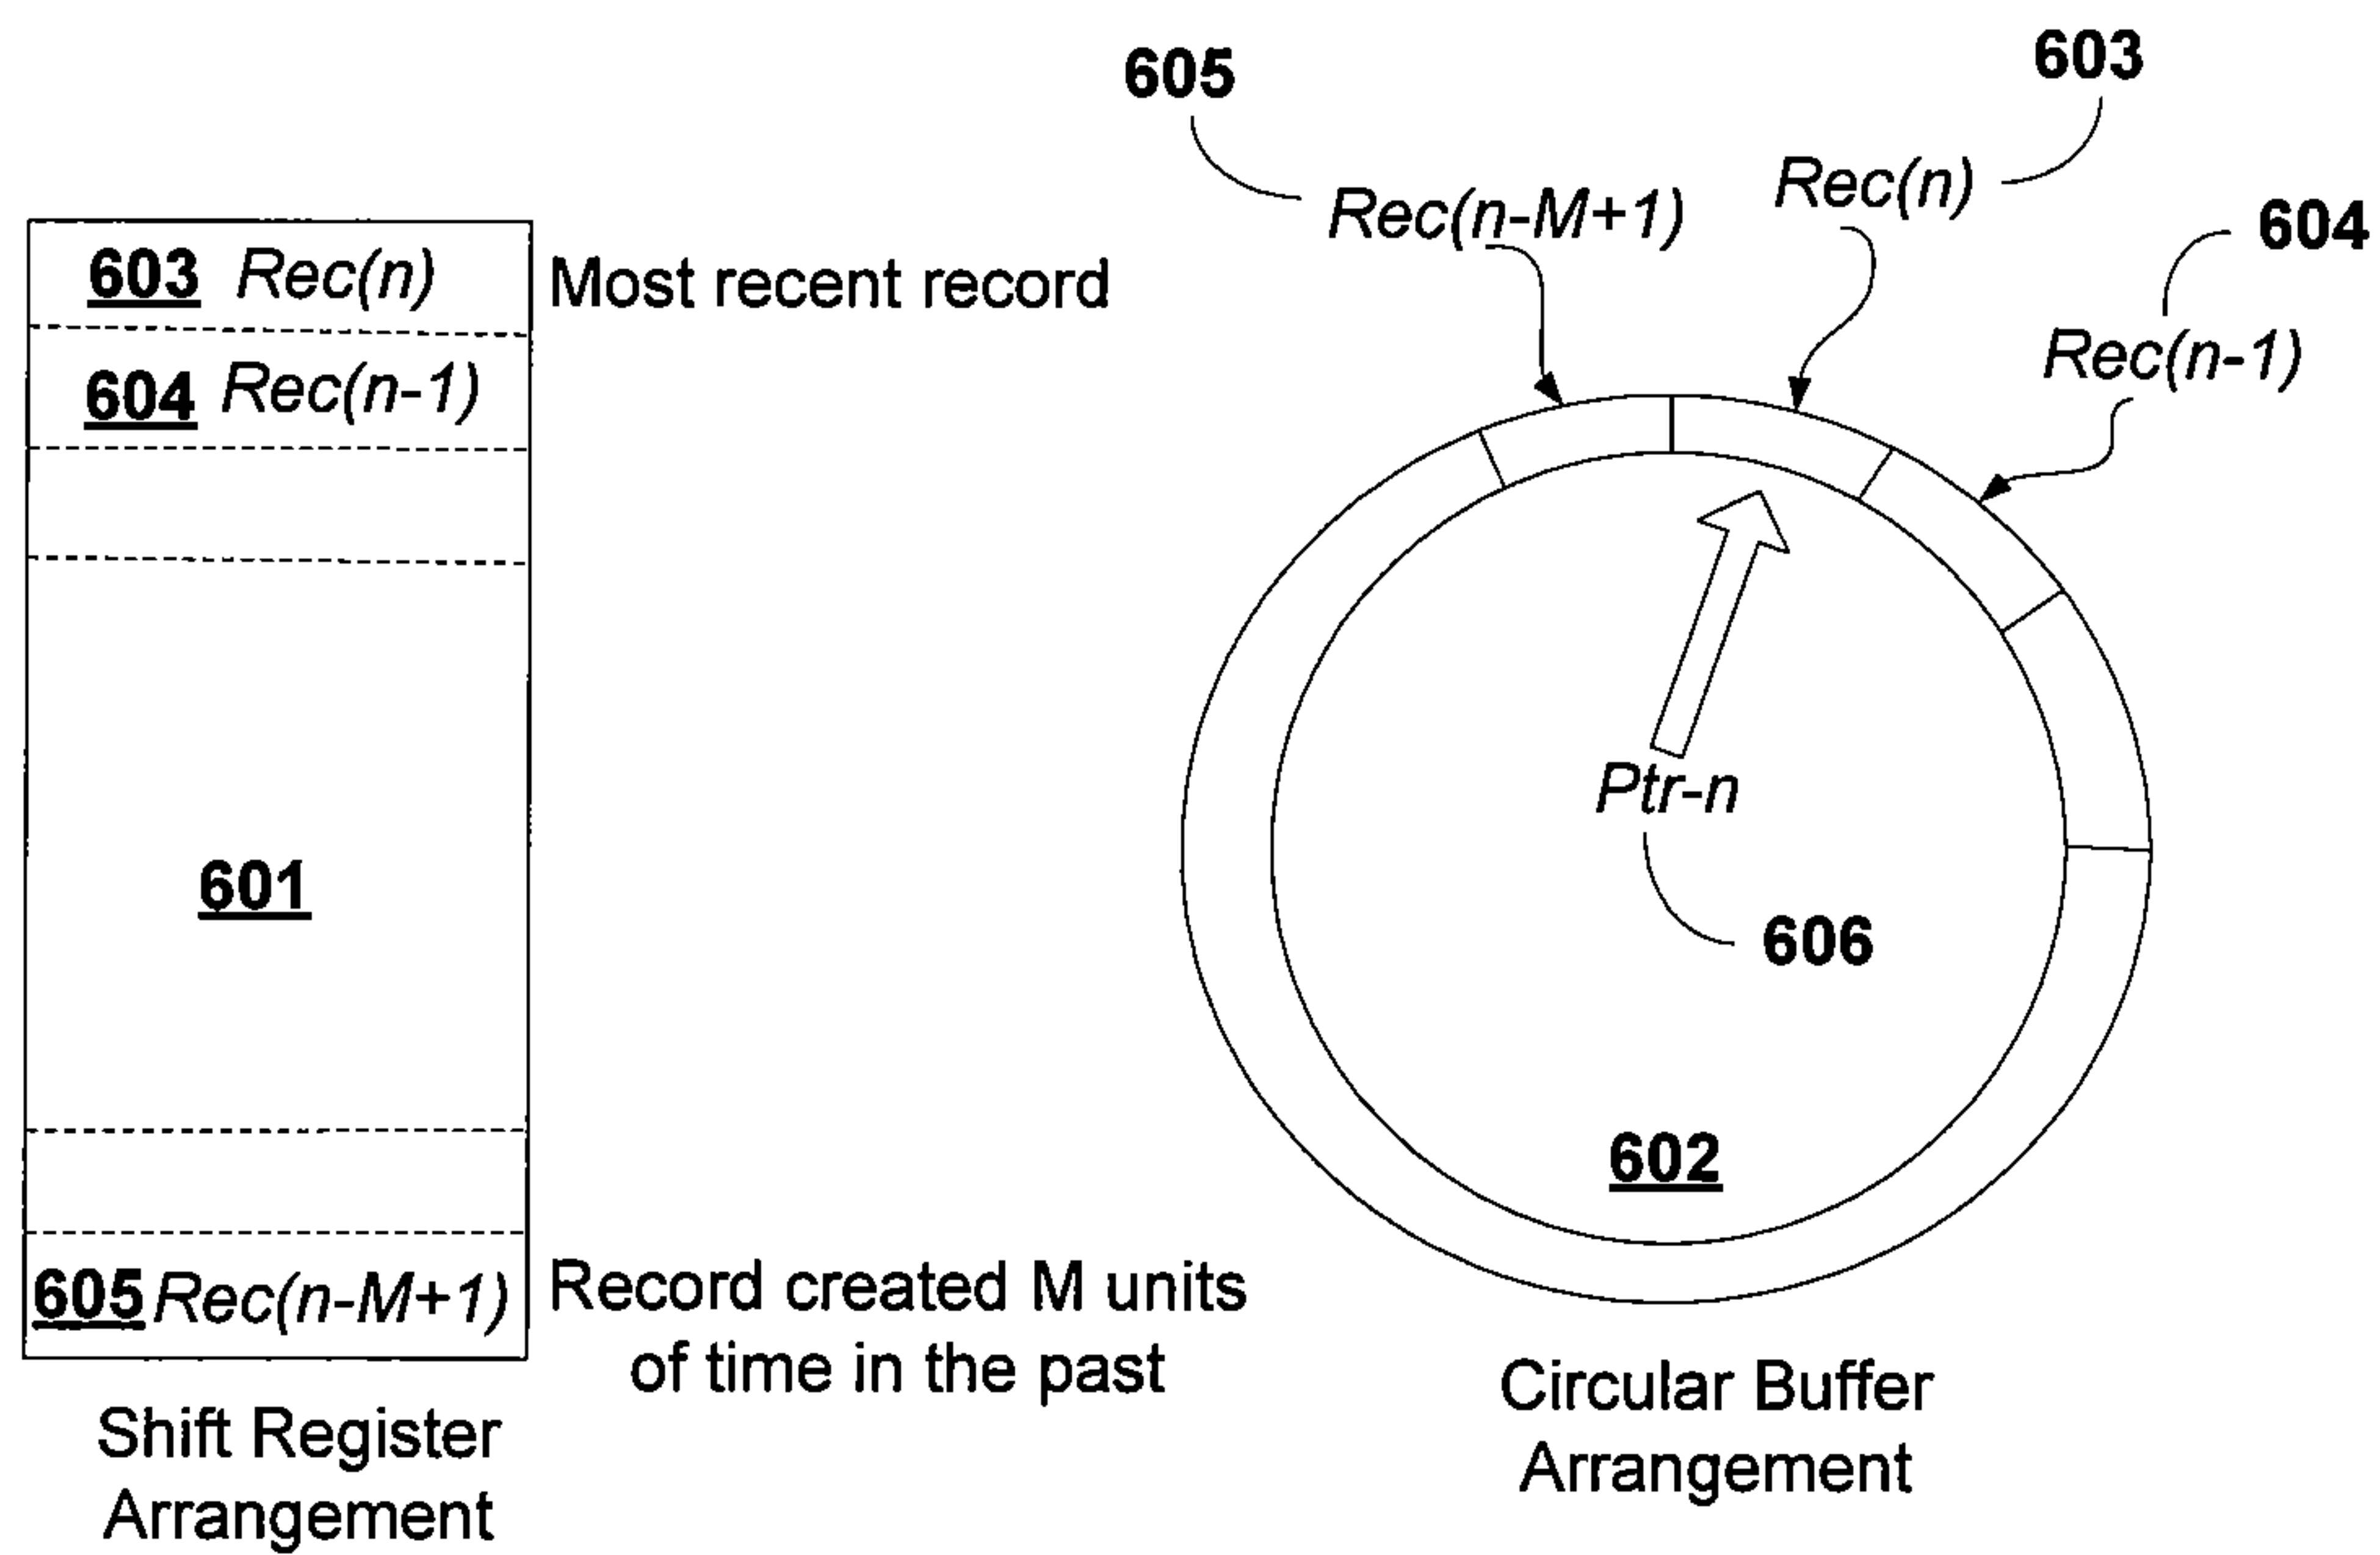 603 Rec(n)
Most recent record
604 Rec(n-1)
601
605 Rec(n-M+1)
Record created M units
of time in the past
Shift Register
Arrangement
605
603
Rec(n-M+1)
Rec(n)
604
Rec(n-1)
Ptr-n
606
602
Circular Buffer
Arrangement